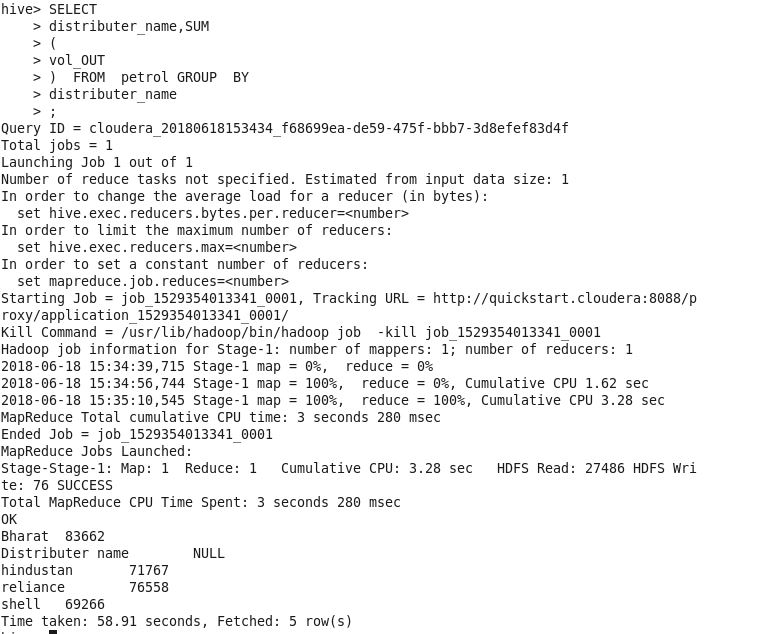 hive> SELECT
    > distributer_name,SUM
    > (
    > vol_OUT
    > )  FROM  petrol GROUP  BY
    > distributer_name
    > ;
Query ID = cloudera_20180618153434_f68699ea-de59-475f-bbb7-3d8efef83d4f
Total jobs = 1
Launching Job 1 out of 1
Number of reduce tasks not specified. Estimated from input data size: 1
In order to change the average load for a reducer (in bytes):
  set hive.exec.reducers.bytes.per.reducer=<number>
In order to limit the maximum number of reducers:
  set hive.exec.reducers.max=<number>
In order to set a constant number of reducers:
  set mapreduce.job.reduces=<number>
Starting Job = job_1529354013341_0001, Tracking URL = http://quickstart.cloudera:8088/p
roxy/application_1529354013341_0001/
Kill Command = /usr/lib/hadoop/bin/hadoop job  -kill job_1529354013341_0001
Hadoop job information for Stage-1: number of mappers: 1; number of reducers: 1
2018-06-18 15:34:39,715 Stage-1 map = 0%,  reduce = 0%
2018-06-18 15:34:56,744 Stage-1 map = 100%,  reduce = 0%, Cumulative CPU 1.62 sec
2018-06-18 15:35:10,545 Stage-1 map = 100%,  reduce = 100%, Cumulative CPU 3.28 sec
MapReduce Total cumulative CPU time: 3 seconds 280 msec
Ended Job = job_1529354013341_0001
MapReduce Jobs Launched:
Stage-Stage-1: Map: 1  Reduce: 1   Cumulative CPU: 3.28 sec   HDFS Read: 27486 HDFS Wri
te: 76 SUCCESS
Total MapReduce CPU Time Spent: 3 seconds 280 msec
OK
Bharat  83662
Distributer name        NULL
hindustan       71767
reliance        76558
shell   69266
Time taken: 58.91 seconds, Fetched: 5 row(s)